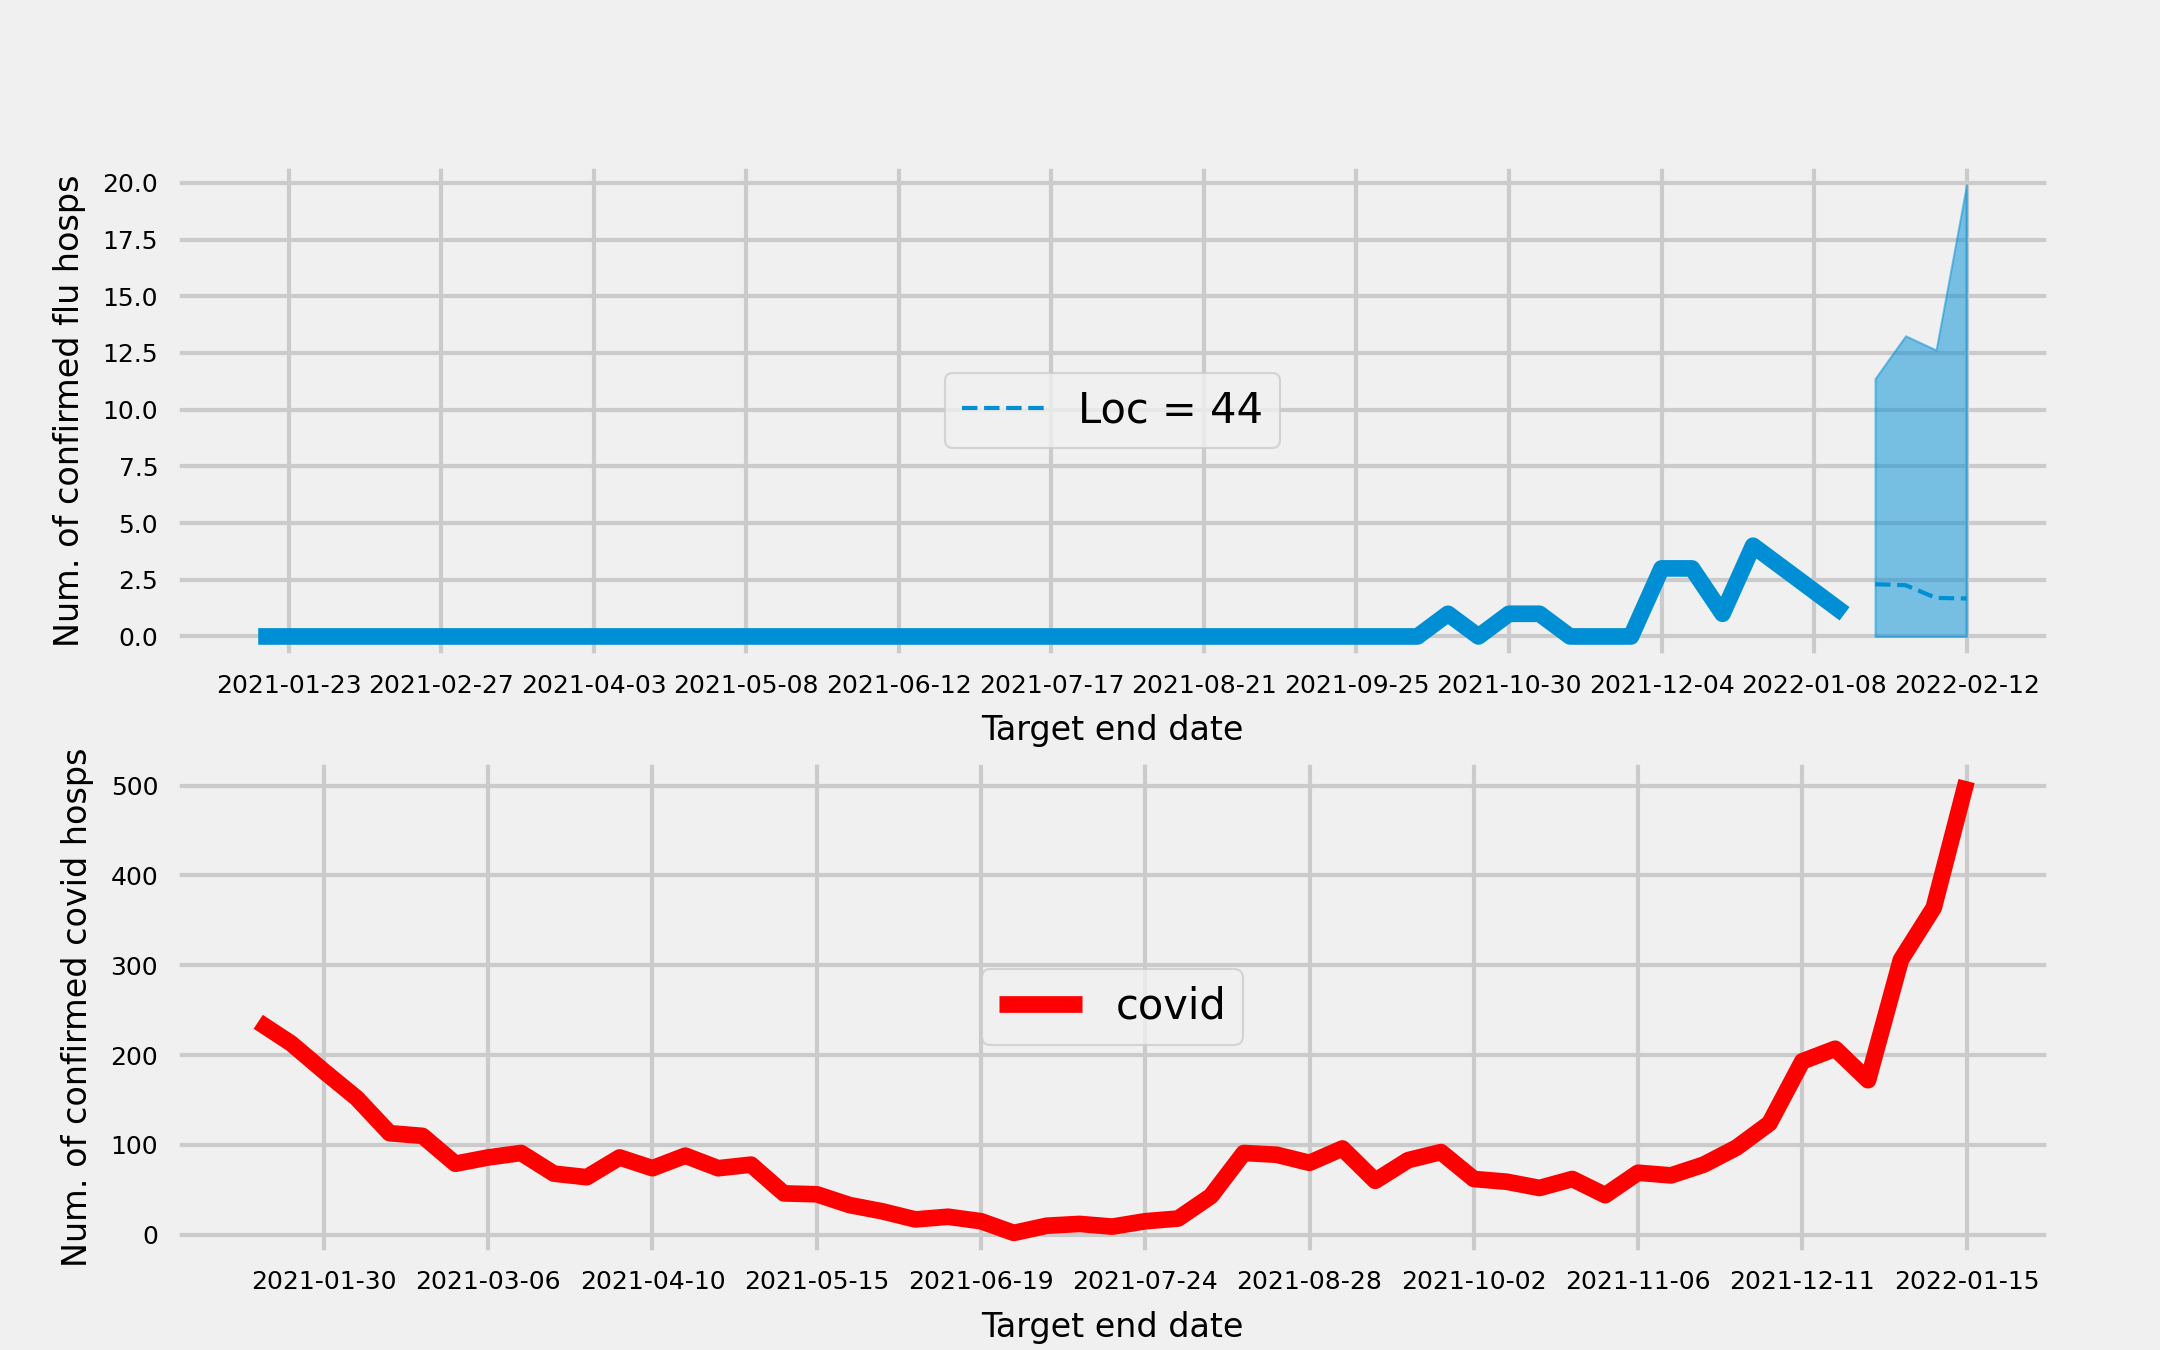 Num. of confirmed flu hosps
20.0
17.5
15.0
12.5
10.0
7.5
5.0
2.5
0.0
Loc = 44
2021-01-23 2021-02-27 2021-04-03 2021-05-08 2021-06-12 2021-07-17 2021-08-21 2021-09-25 2021-10-30 2021-12-04 2022-01-08 2022-02-12
Target end date
Num. of confirmed covid hosps
500
400
300
200
100
0
covid
2021-01-30 2021-03-06 2021-04-10 2021-05-15 2021-06-19 2021-07-24 2021-08-28 2021-10-02 2021-11-06 2021-12-11 2022-01-15
Target end date